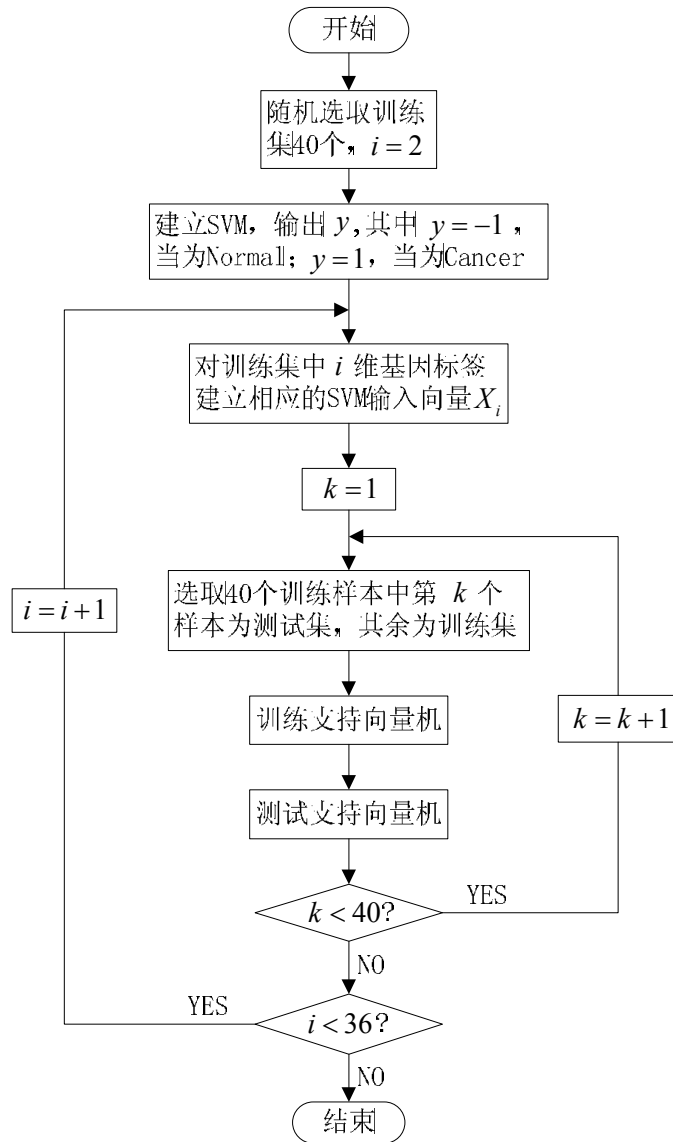 开始
随机选取训练
集40个，i=2
建立SVM，输出 y,其中 y=−1，
当为Normal；y=1，当为Cancer
对训练集中 i 维基因标签
建立相应的SVM输入向量Xi
k=1
选取40个训练样本中第 k 个
样本为测试集，其余为训练集
i=i+1
训练支持向量机
k=k+1
测试支持向量机
k<40?
YES
NO
YES
i<36?
NO
结束